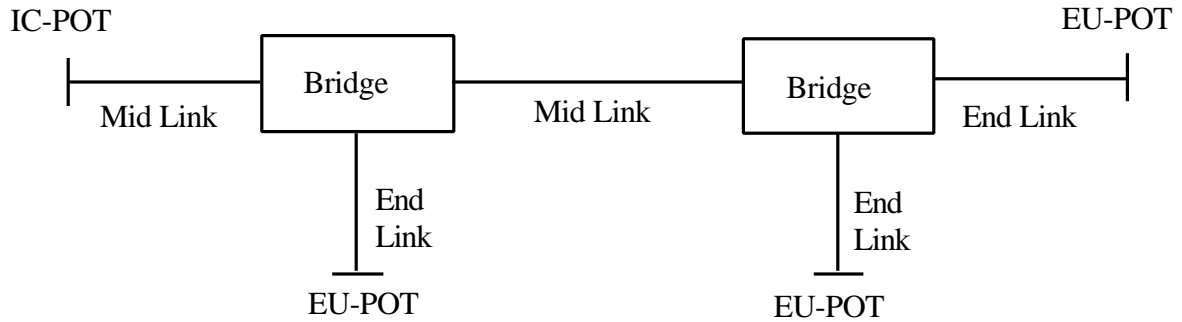 IC-POT
EU-POT
Bridge
Bridge
Mid Link
Mid Link
End Link
End
Link
End
Link
EU-POT
EU-POT